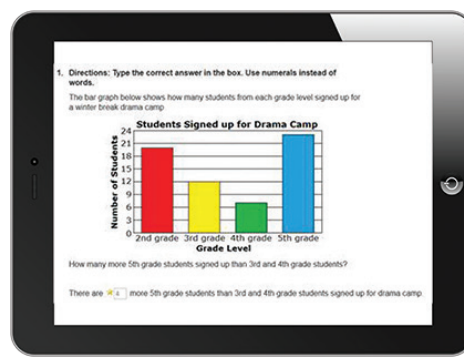 1. Directions: Type the correct answer in the box. Use numerals instead of
words.
The bar graph below shows how many students from each grade level signed up for
a winter break drama camp
Students Signed up for Drama Camp
Number of Students
24
21
18
15
12
9
6
3
0
2nd grade 3rd grade 4th grade 5th grade
Grade Level
How many more 5th grade students signed up than 3rd and 4th grade students?
There are 4 more 5th grade students than 3rd and 4th grade students signed up for drama camp.